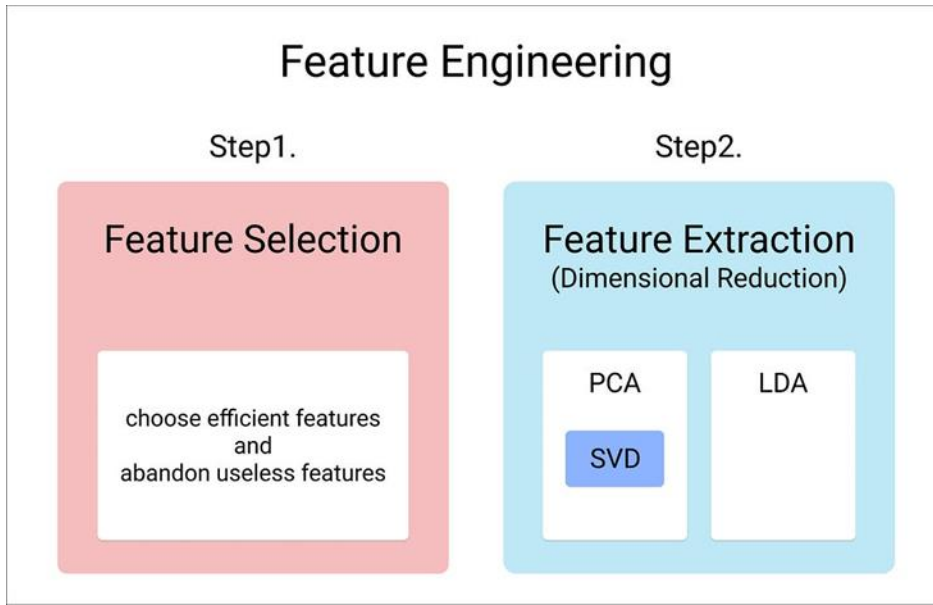 Feature Engineering
Step1.
Feature Selection
choose efficient features
and
abandon useless features
Step2.
Feature Extraction
(Dimensional Reduction)
PCA
SVD
LDA